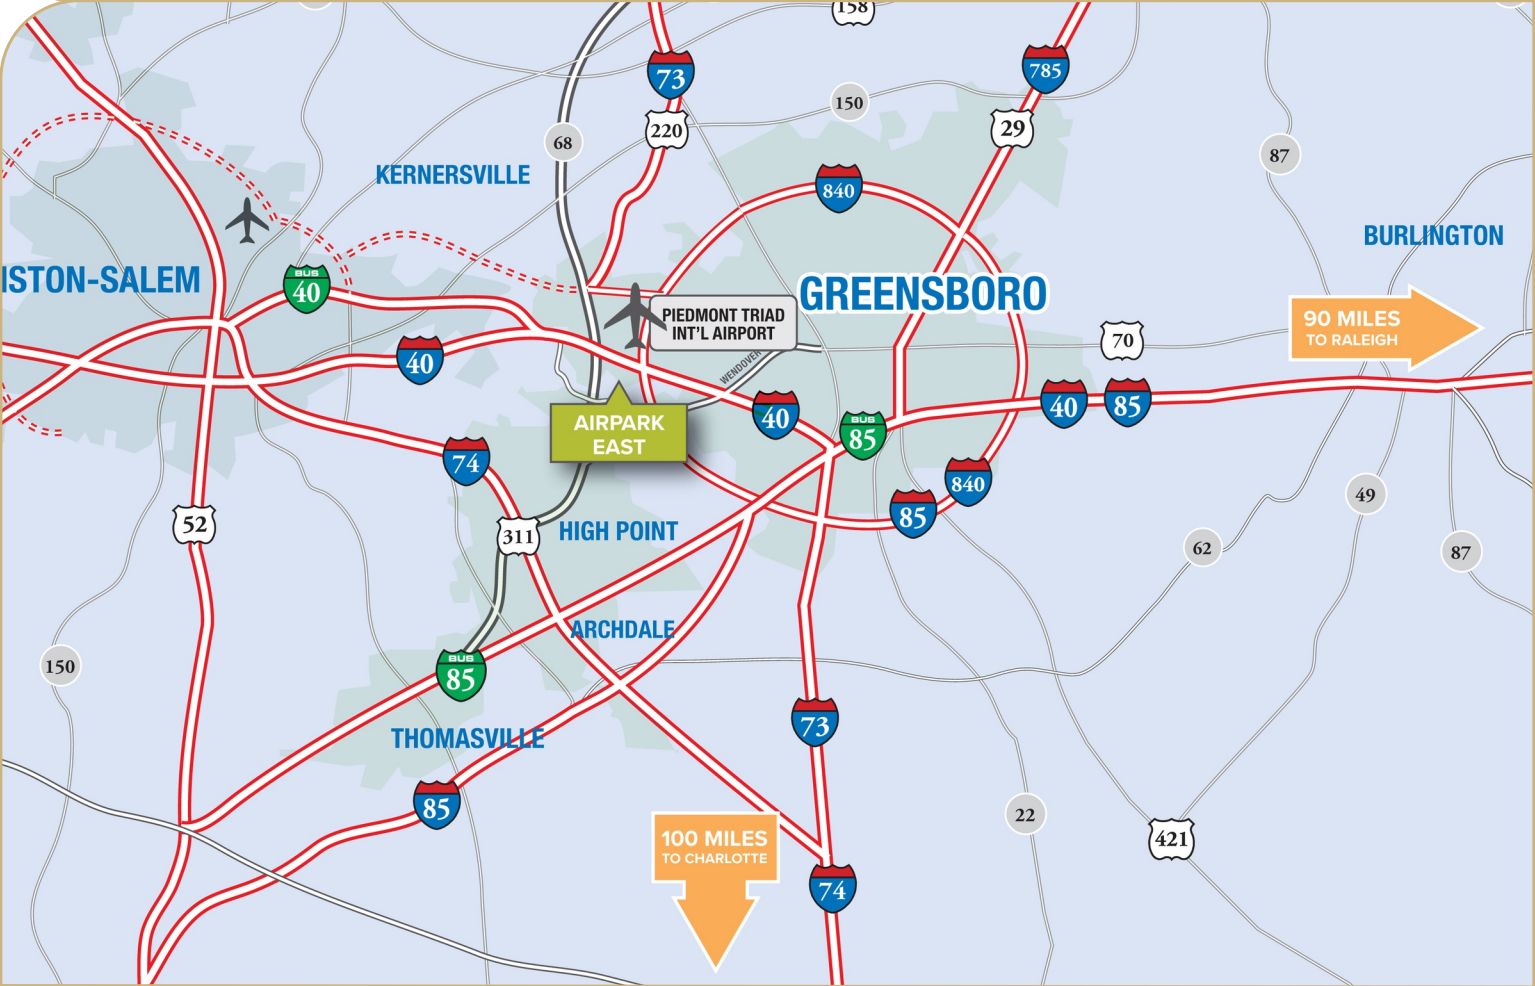 158
73
785
150
220
29
68
87
KERNERSVILLE
840
BURLINGTON
ISTON-SALEM
BUS
40
GREENSBORO
PIEDMONT TRIAD
INT'L AIRPORT
90 MILES
TO RALEIGH
70
40
WENDOVER
AIRPARK
EAST
40
BUS
85
40
85
74
840
85
49
52
311
HIGH POINT
62
87
ARCHDALE
150
BUS
85
73
THOMASVILLE
85
100 MILES
TO CHARLOTTE
22
421
74